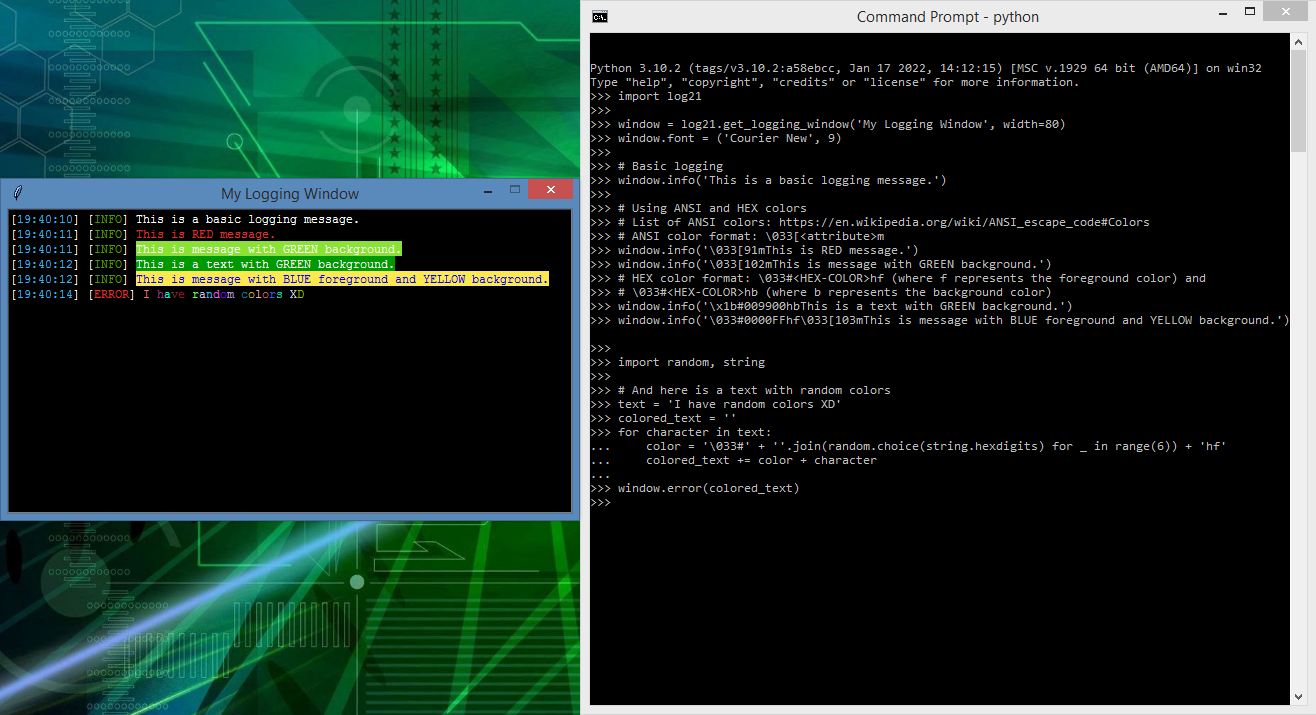 My Logging Window
[19:40:10] [INFO] This is a basic logging message.
[19:40:11] [INFO] This is RED message.
[19:40:11] [INFO] This is message with GREEN background.
[19:40:12] [INFO] This is a text with GREEN background.
[19:40:12] [INFO] This is message with BLUE foreground and YELLOW background.
[19:40:14] [ERROR] I have random colors XD
Command Prompt - python
Python 3.10.2 (tags/v3.10.2:a58ebcc, Jan 17 2022, 14:12:15) [MSC v.1929 64 bit (AMD64)] on win32
Type "help", "copyright", "credits" or "license" for more information.
>>> import log21
>>>
>>> window = log21.get_logging_window('My Logging Window', width=80)
>>> window.font = ('Courier New', 9)
>>>
>>> # Basic logging
>>> window.info('This is a basic logging message.')
>>>
>>> # Using ANSI and HEX colors
>>> # List of ANSI colors: https://en.wikipedia.org/wiki/ANSI_escape_code#Colors
>>> # ANSI color format: \033[<attribute>m
>>> window.info('\033[91mThis is RED message.')
>>> window.info('\033[102mThis is message with GREEN background.')
>>> # HEX color format: \033#<HEX-COLOR>hf (where f represents the foreground color) and
>>> # \033#<HEX-COLOR>hb (where b represents the background color)
>>> window.info('\x1b#009900hbThis is a text with GREEN background.')
>>> window.info('\033#0000FFhf\033[103mThis is message with BLUE foreground and YELLOW background.')
>>>
>>> import random, string
>>>
>>> # And here is a text with random colors
>>> text = 'I have random colors XD'
>>> colored_text = ''
>>> for character in text:
...     color = '\033#' + ''.join(random.choice(string.hexdigits) for _ in range(6)) + 'hf'
...     colored_text += color + character
...
>>> window.error(colored_text)
>>>